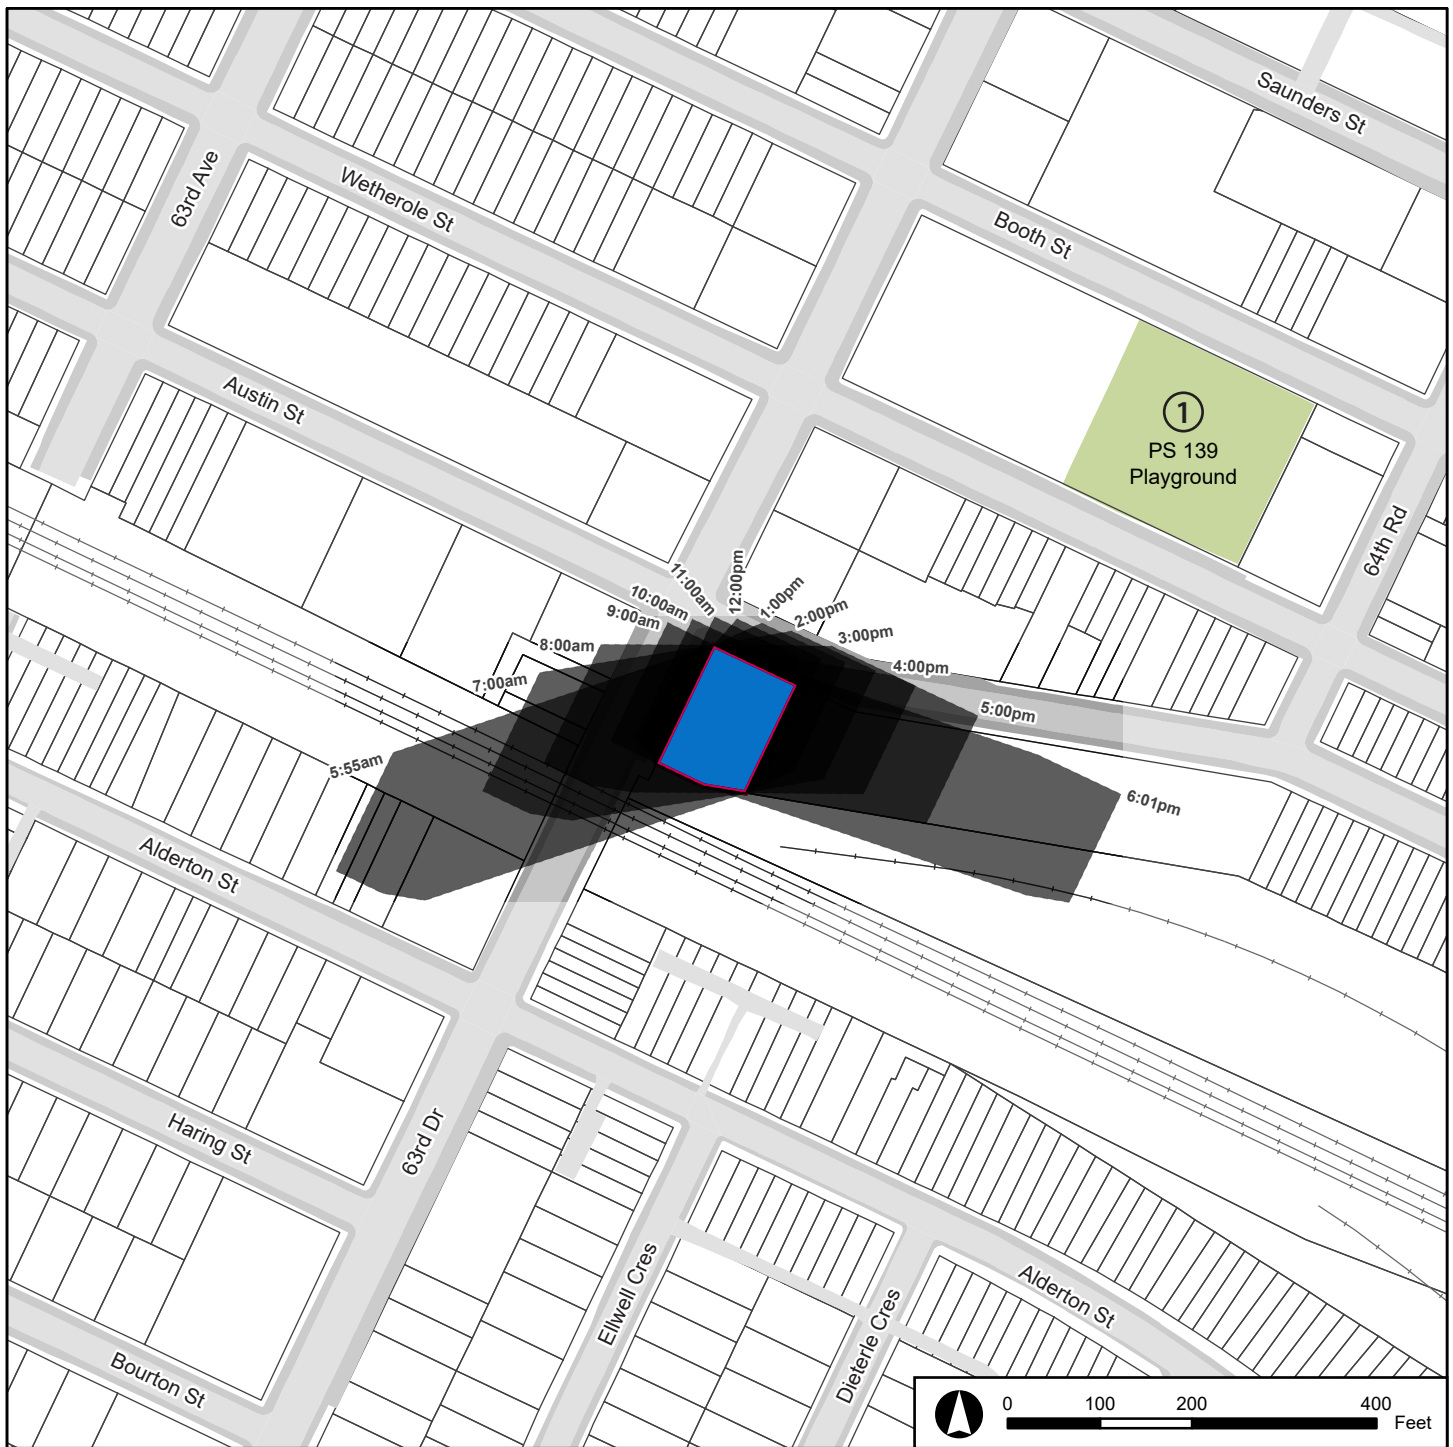 Saunders St
63rd Ave
Wetherole St
Booth St
Austin St
1
PS 139
Playground
64th Rd
12:00pm
11:00am
1:00pm
10:00am
2:00pm
9:00am
3:00pm
8:00am
4:00pm
7:00am
5:00pm
5:55am
6:01pm
Alderton St
Haring St
63rd Dr
Ellwell Cres
Alderton St
Dieterle Cres
Bourton St
0 100 200 400
Feet